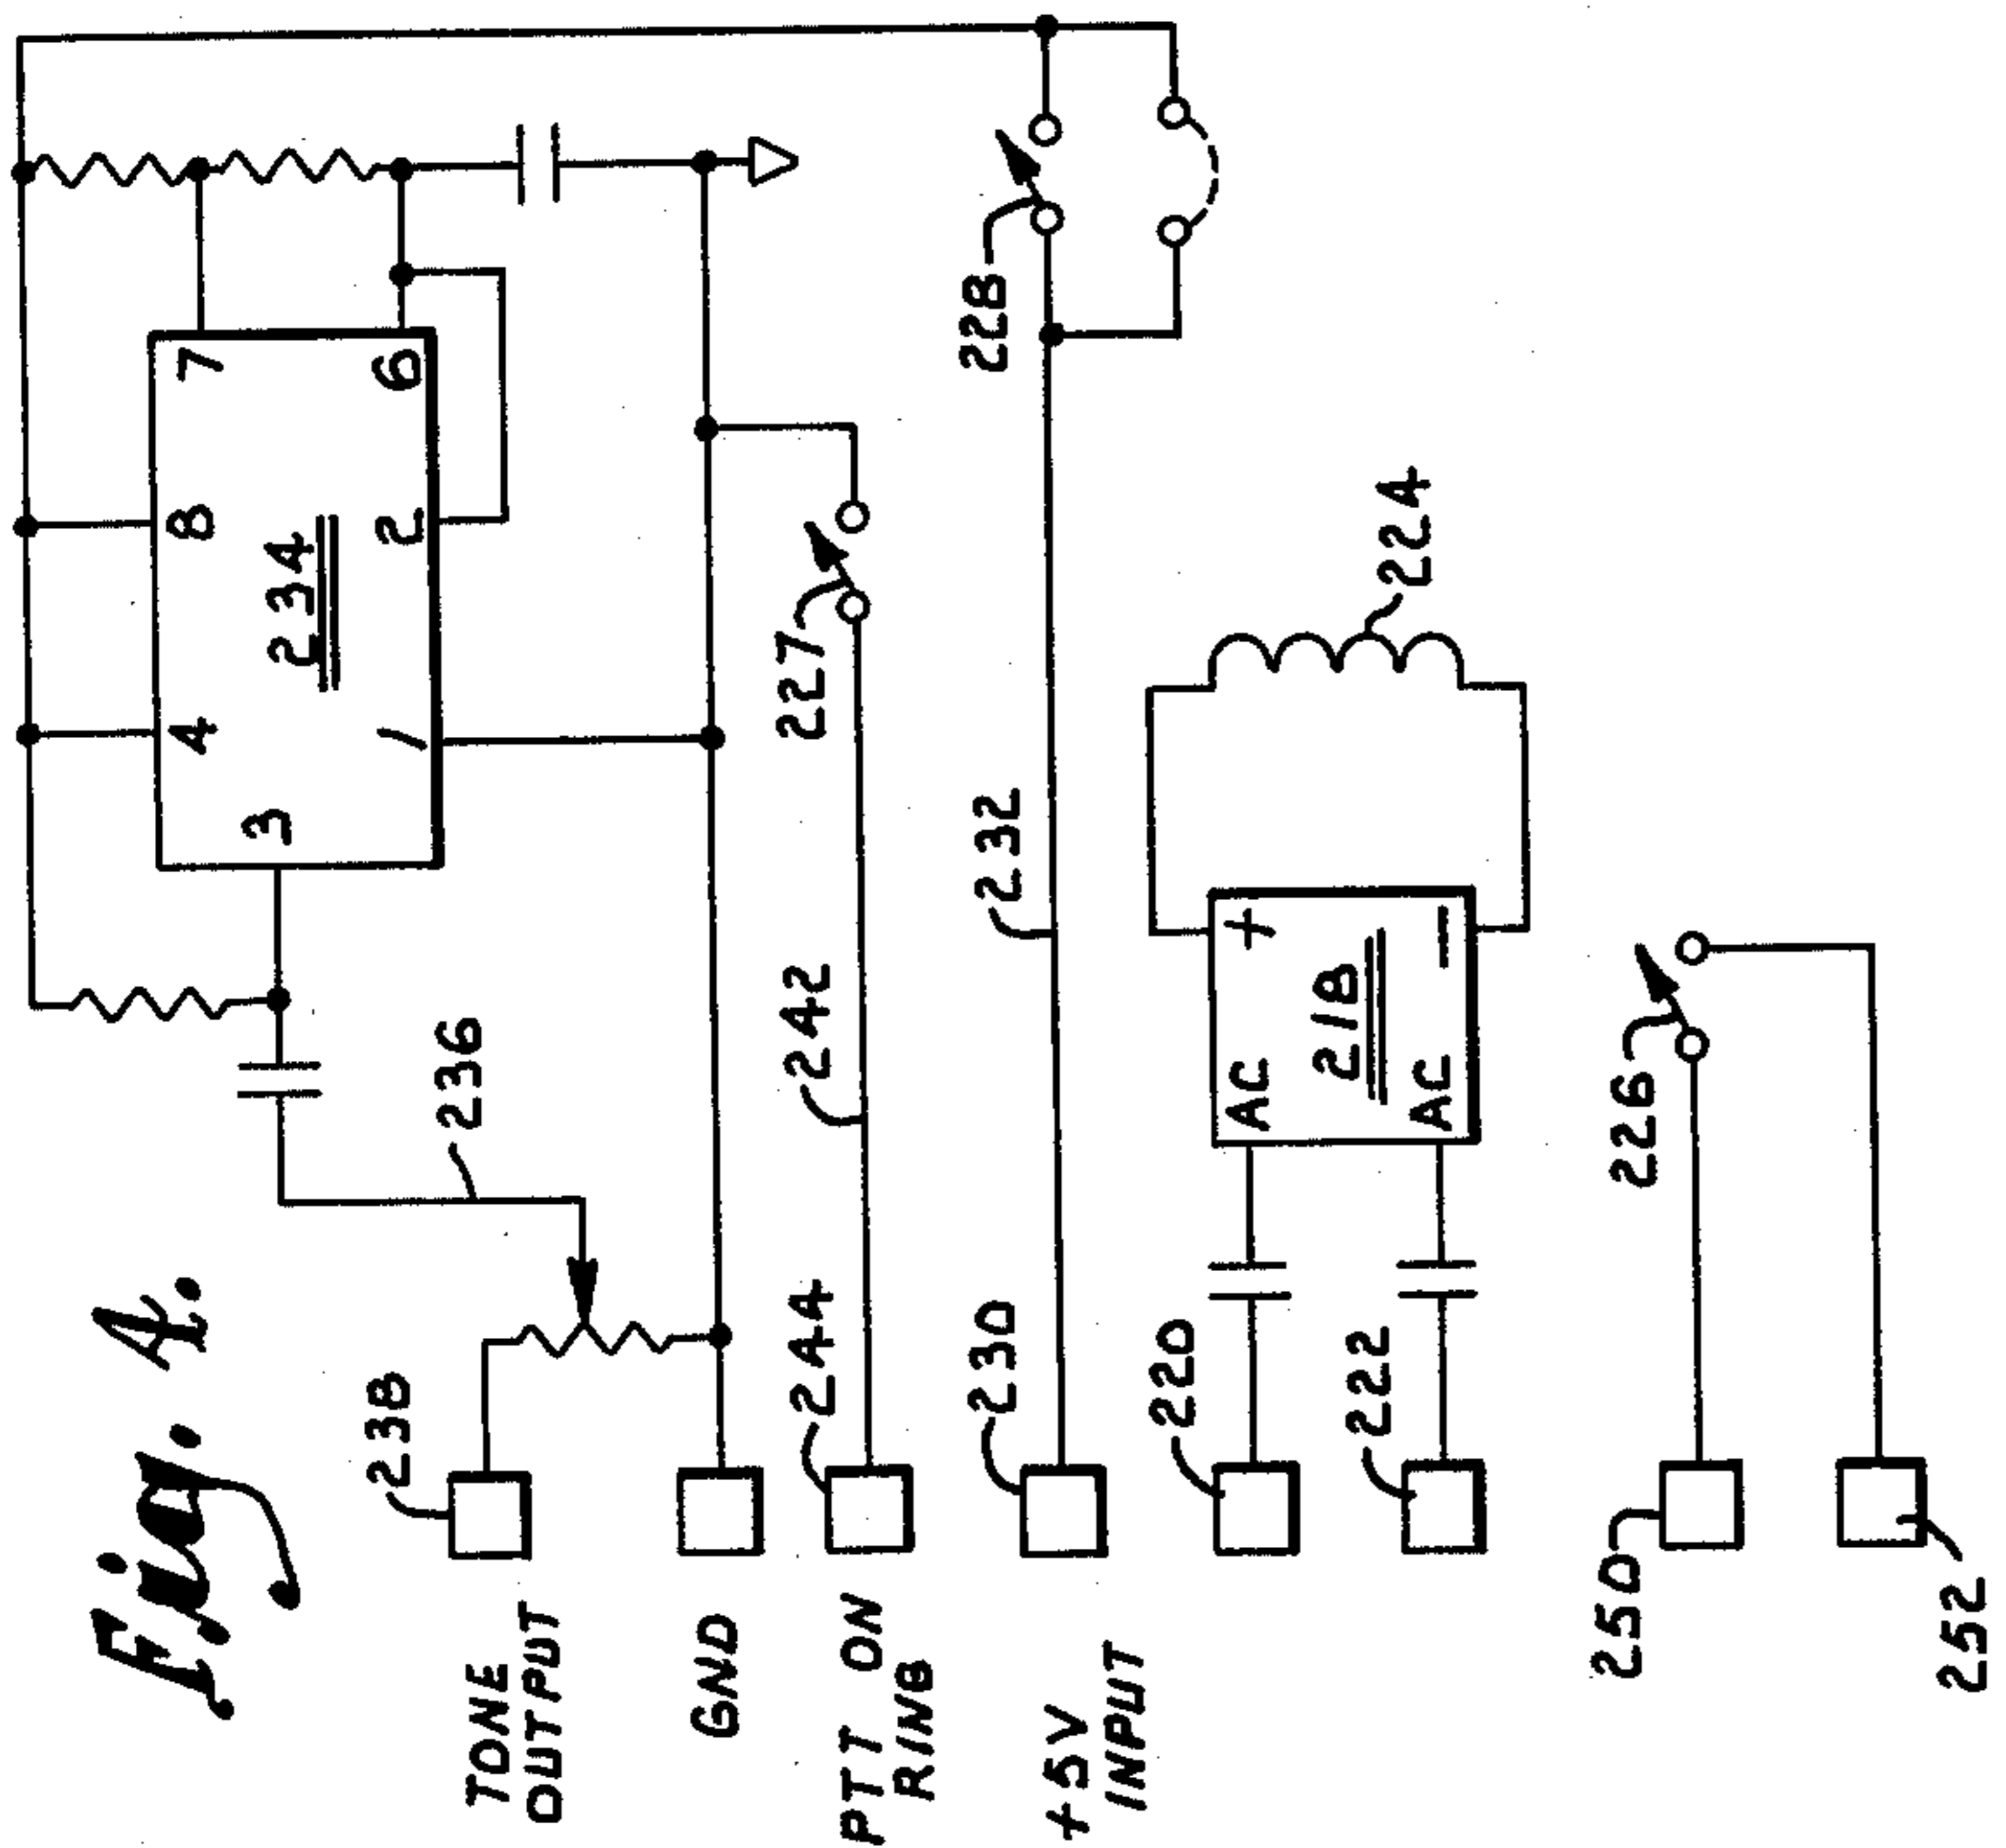 Fig. 4.
TONE
OUTPUT
238
236
3
4
8
7
234
1
2
6
GND
PTT ON
RING
244
242
227
+5V
INPUT
230
232
228
220
222
AC
+
218
AC
−
224
250
252
226